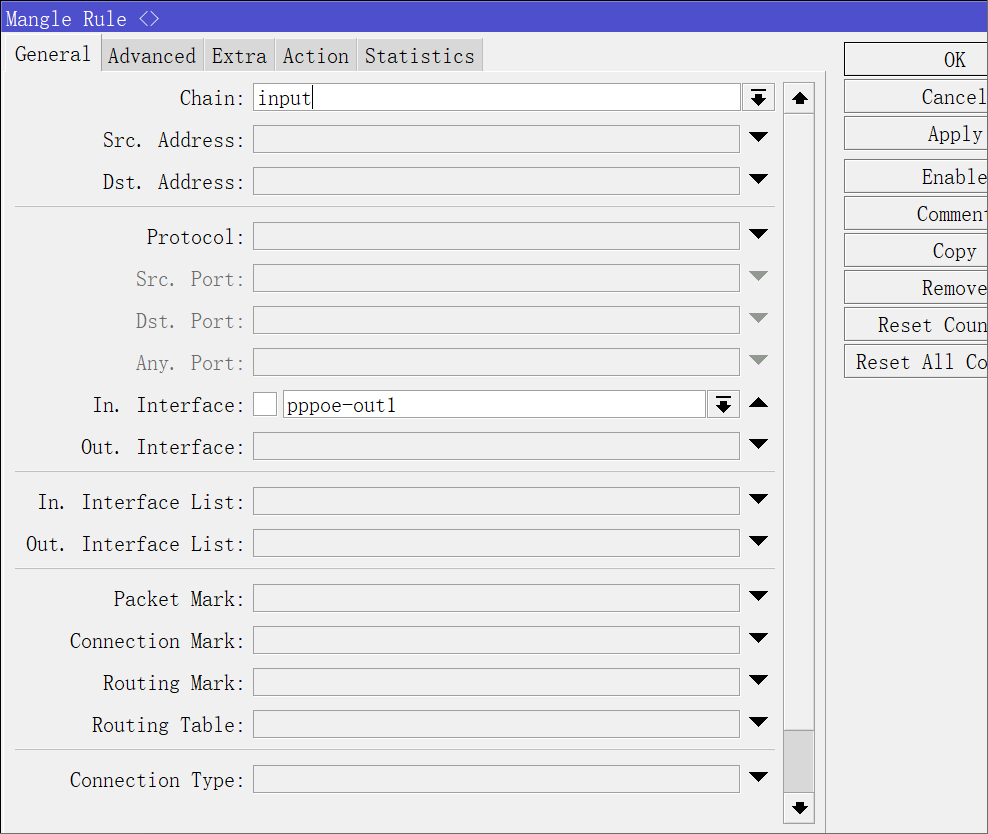 Mangle Rule <>
General Advanced Extra Action Statistics
Chain: input
Src. Address:
Dst. Address:
Protocol:
Src. Port:
Dst. Port:
Any. Port:
In. Interface: pppoe-out1
Out. Interface:
In. Interface List:
Out. Interface List:
Packet Mark:
Connection Mark:
Routing Mark:
Routing Table:
Connection Type:
OK
Cancel
Apply
Enable
Comment
Copy
Remove
Reset Coun
Reset All Co